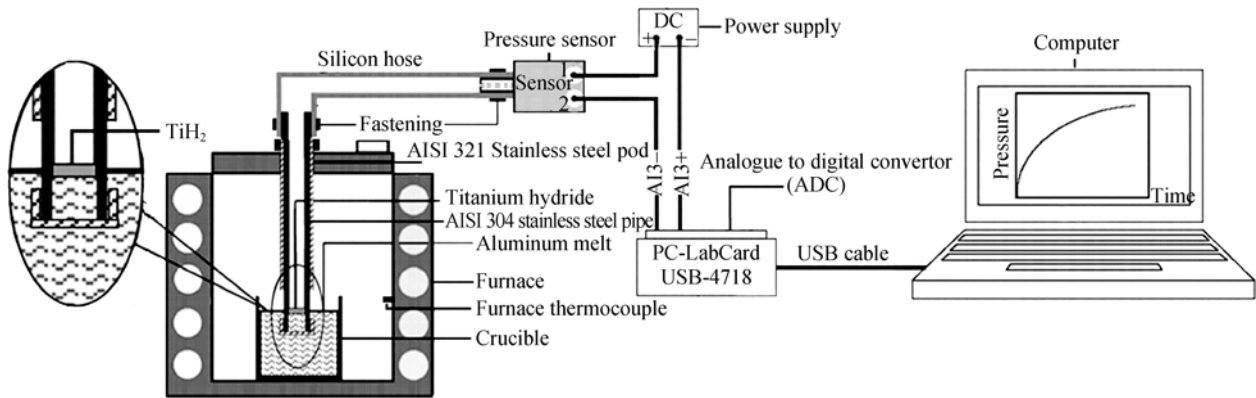 DC
+ −
Power supply
Pressure sensor
Silicon hose
Sensor
1
2
Computer
Pressure
Time
TiH₂
Fastening
AISI 321 Stainless steel pod
AI3−
AI3+
Analogue to digital convertor
(ADC)
Titanium hydride
AISI 304 stainless steel pipe
Aluminum melt
PC-LabCard
USB-4718
USB cable
Furnace
Furnace thermocouple
Crucible